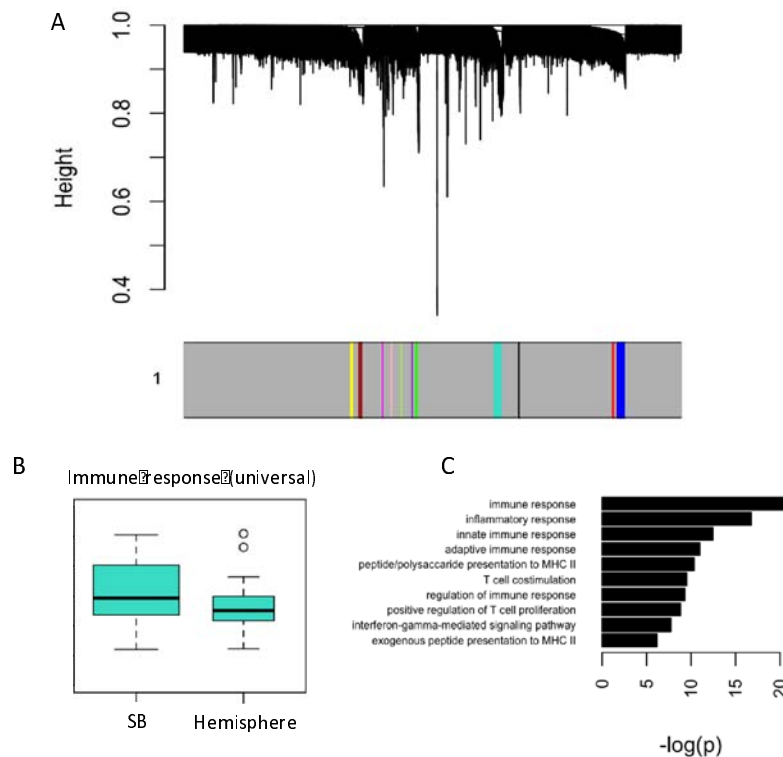 A
1.0
0.8
0.6
0.4
Height
1
B
Immune response (universal)
SB
Hemisphere
C
immune response
inflammatory response
innate immune response
adaptive immune response
peptide/polysaccaride presentation to MHC II
T cell costimulation
regulation of immune response
positive regulation of T cell proliferation
interferon-gamma-mediated signaling pathway
exogenous peptide presentation to MHC II
0
5
10
15
20
-log(p)